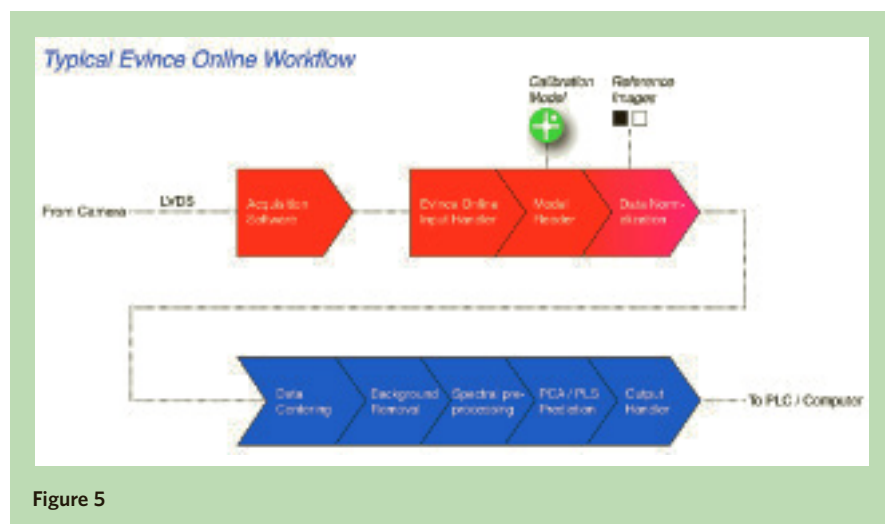 Typical Evince Online Workflow
Calibration
Model
Reference
Images
From Camera
LVDS
Acquisition
Software
Evince Online
Input Handler
Model
Reader
Data Norm-
alization
Data
Centering
Background
Removal
Spectral pre-
processing
PCA / PLS
Prediction
Output
Handler
To PLC / Computer
Figure 5